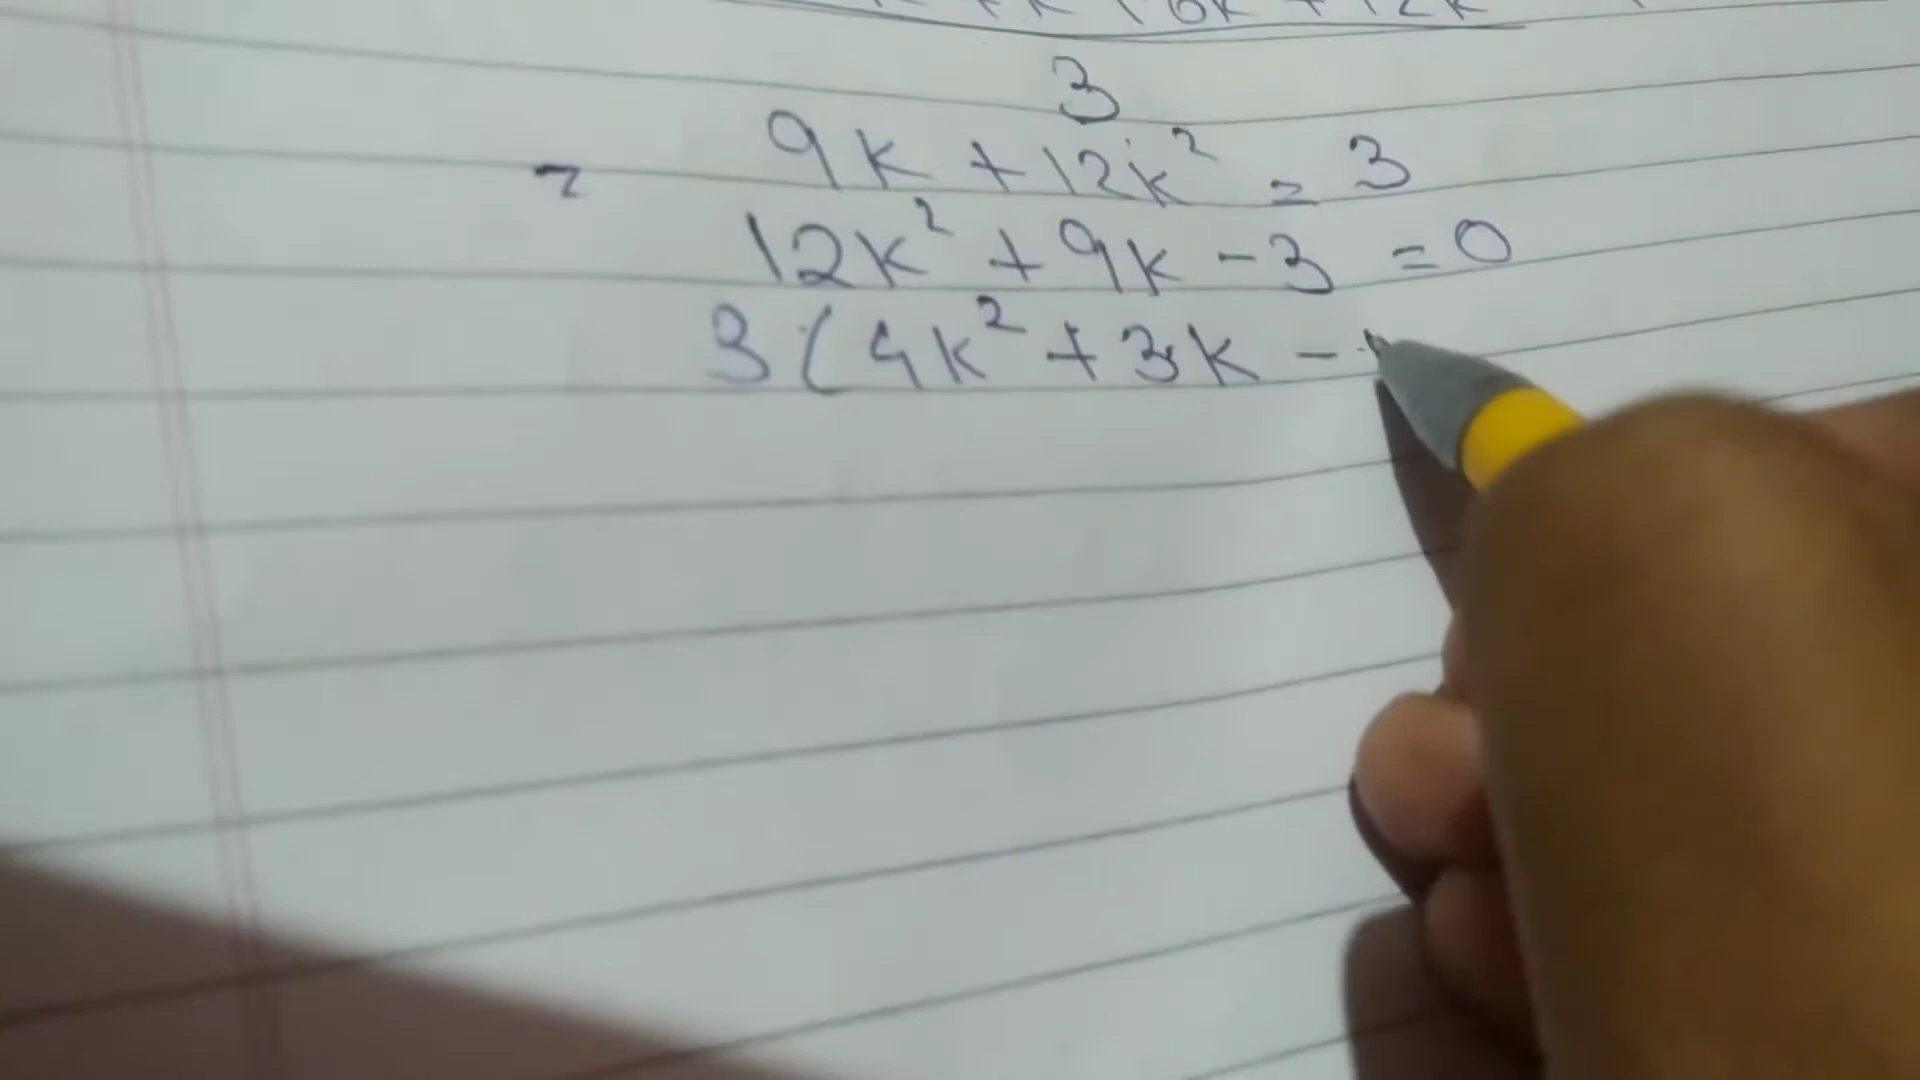 3
= 9k + 12k² = 3
12k² + 9k - 3 = 0
3 ( 4k² + 3k -